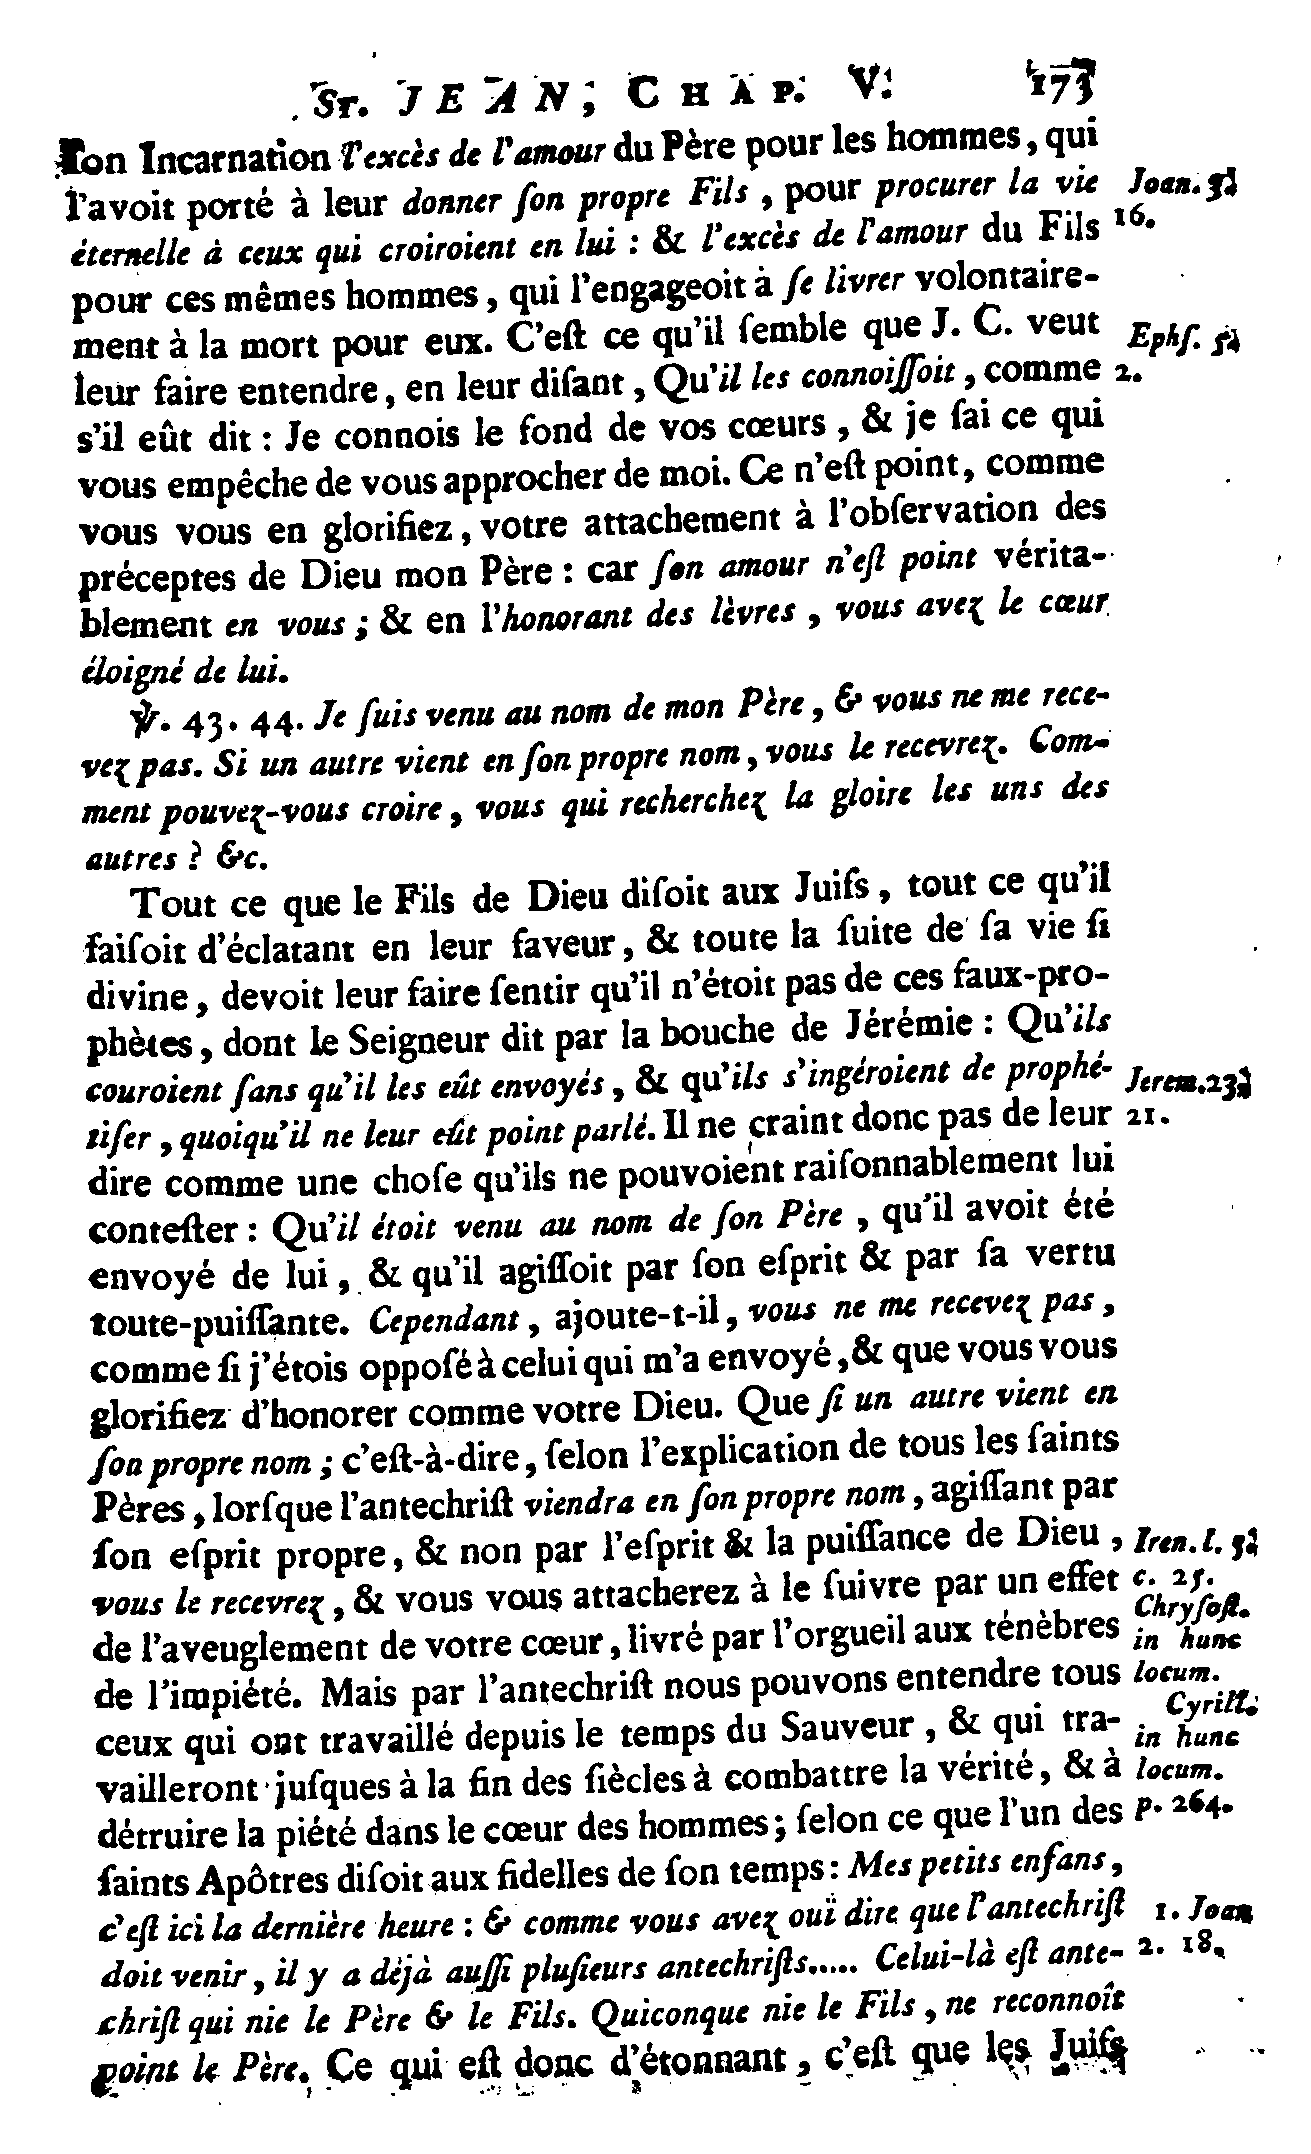 St. JEAN, CHAP. V. 173
son Incarnation l'excès de l'amour du Père pour les hommes, qui
l'avoit porté à leur donner ſon propre Fils, pour procurer la vie
Joan. 3.
éternelle à ceux qui croiroient en lui : & l'excès de l'amour du Fils
16.
pour ces mêmes hommes, qui l'engageoit à ſe livrer volontaire-
ment à la mort pour eux. C'eſt ce qu'il ſemble que J. C. veut
Ephſ. 5.
leur faire entendre, en leur diſant, Qu'il les connoiſſoit, comme
2.
s'il eût dit : Je connois le fond de vos cœurs, & je ſai ce qui
vous empêche de vous approcher de moi. Ce n'eſt point, comme
vous vous en glorifiez, votre attachement à l'obſervation des
préceptes de Dieu mon Père : car ſon amour n'eſt point vérita-
blement en vous ; & en l'honorant des lèvres, vous avez le cœur
éloigné de lui.
℣. 43. 44. Je ſuis venu au nom de mon Père, & vous ne me rece-
vez pas. Si un autre vient en ſon propre nom, vous le recevrez. Com-
ment pouvez-vous croire, vous qui recherchez la gloire les uns des
autres ? &c.
Tout ce que le Fils de Dieu diſoit aux Juifs, tout ce qu'il
faiſoit d'éclatant en leur faveur, & toute la ſuite de ſa vie ſi
divine, devoit leur faire ſentir qu'il n'étoit pas de ces faux-pro-
phètes, dont le Seigneur dit par la bouche de Jérémie : Qu'ils
couroient ſans qu'il les eût envoyés, & qu'ils s'ingéroient de prophé-
Jerem. 23.
tiſer, quoiqu'il ne leur eût point parlé. Il ne craint donc pas de leur
21.
dire comme une choſe qu'ils ne pouvoient raiſonnablement lui
conteſter : Qu'il étoit venu au nom de ſon Père, qu'il avoit été
envoyé de lui, & qu'il agiſſoit par ſon eſprit & par ſa vertu
toute-puiſſante. Cependant, ajoute-t-il, vous ne me recevez pas,
comme ſi j'étois oppoſé à celui qui m'a envoyé, & que vous vous
glorifiez d'honorer comme votre Dieu. Que ſi un autre vient en
ſon propre nom ; c'eſt-à-dire, ſelon l'explication de tous les ſaints
Pères, lorſque l'antechriſt viendra en ſon propre nom, agiſſant par
ſon eſprit propre, & non par l'eſprit & la puiſſance de Dieu,
Iren. l. 5.
vous le recevrez, & vous vous attacherez à le ſuivre par un effet
c. 25.
Chryſoſt.
de l'aveuglement de votre cœur, livré par l'orgueil aux ténèbres
in hunc
de l'impiété. Mais par l'antechriſt nous pouvons entendre tous
locum.
Cyrill.
ceux qui ont travaillé depuis le temps du Sauveur, & qui tra-
in hunc
vailleront juſques à la fin des ſiècles à combattre la vérité, & à
locum.
détruire la piété dans le cœur des hommes ; ſelon ce que l'un des
p. 264.
ſaints Apôtres diſoit aux fidelles de ſon temps : Mes petits enfans,
c'eſt ici la dernière heure : & comme vous avez ouï dire que l'antechriſt
1. Joan
doit venir, il y a déjà auſſi pluſieurs antechriſts..... Celui-là eſt ante-
2. 18.
chriſt qui nie le Père & le Fils. Quiconque nie le Fils, ne reconnoît
point le Père. Ce qui eſt donc d'étonnant, c'eſt que les Juifs